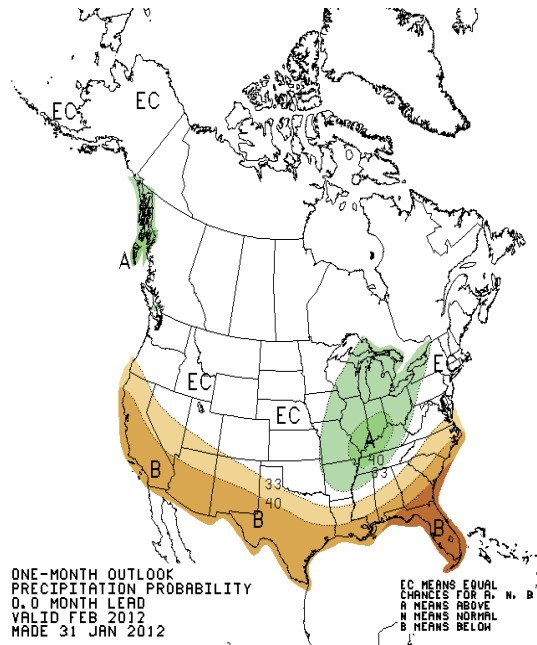 EC
EC
A
EC
EC
E
A
40
33
33
40
B
B
B
ONE-MONTH OUTLOOK
PRECIPITATION PROBABILITY
0.0 MONTH LEAD
VALID FEB 2012
MADE 31 JAN 2012
EC MEANS EQUAL
CHANCES FOR A, N, B
A MEANS ABOVE
N MEANS NORMAL
B MEANS BELOW